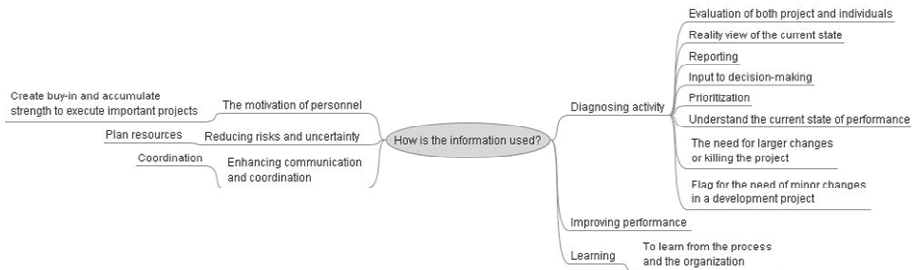 How is the information used?
The motivation of personnel
Create buy-in and accumulate
strength to execute important projects
Reducing risks and uncertainty
Plan resources
Enhancing communication
and coordination
Coordination
Diagnosing activity
Evaluation of both project and individuals
Reality view of the current state
Reporting
Input to decision-making
Prioritization
Understand the current state of performance
The need for larger changes
or killing the project
Flag for the need of minor changes
in a development project
Improving performance
Learning
To learn from the process
and the organization